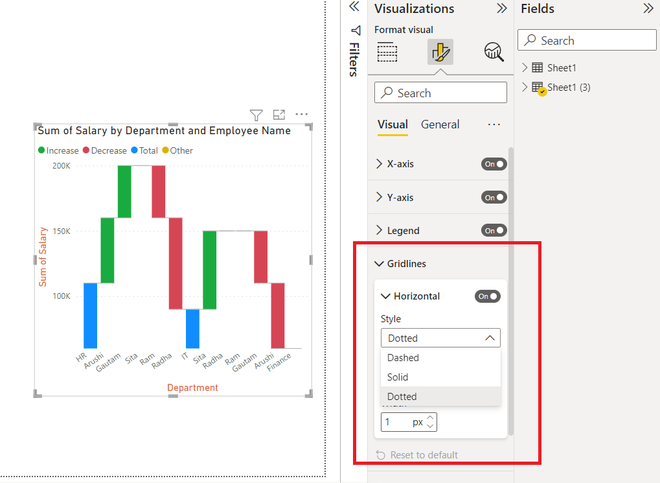 Visualizations
Fields
Format visual
Filters
Search
Search
Sheet1
Sheet1 (3)
Visual
General
X-axis
On
Y-axis
On
Legend
On
Gridlines
Horizontal
On
Style
Dotted
Dashed
Solid
Dotted
1
px
Reset to default
Sum of Salary by Department and Employee Name
Increase Decrease Total Other
200K
150K
100K
Sum of Salary
HR Arushi Gautam Sita Ram Radha IT Sita Radha Ram Gautam Arushi Finance
Department